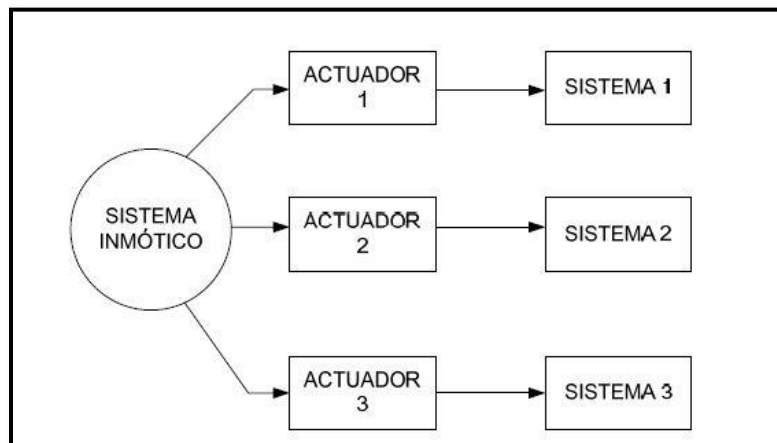 ACTUADOR
1
SISTEMA 1
SISTEMA
INMÓTICO
ACTUADOR
2
SISTEMA 2
ACTUADOR
3
SISTEMA 3